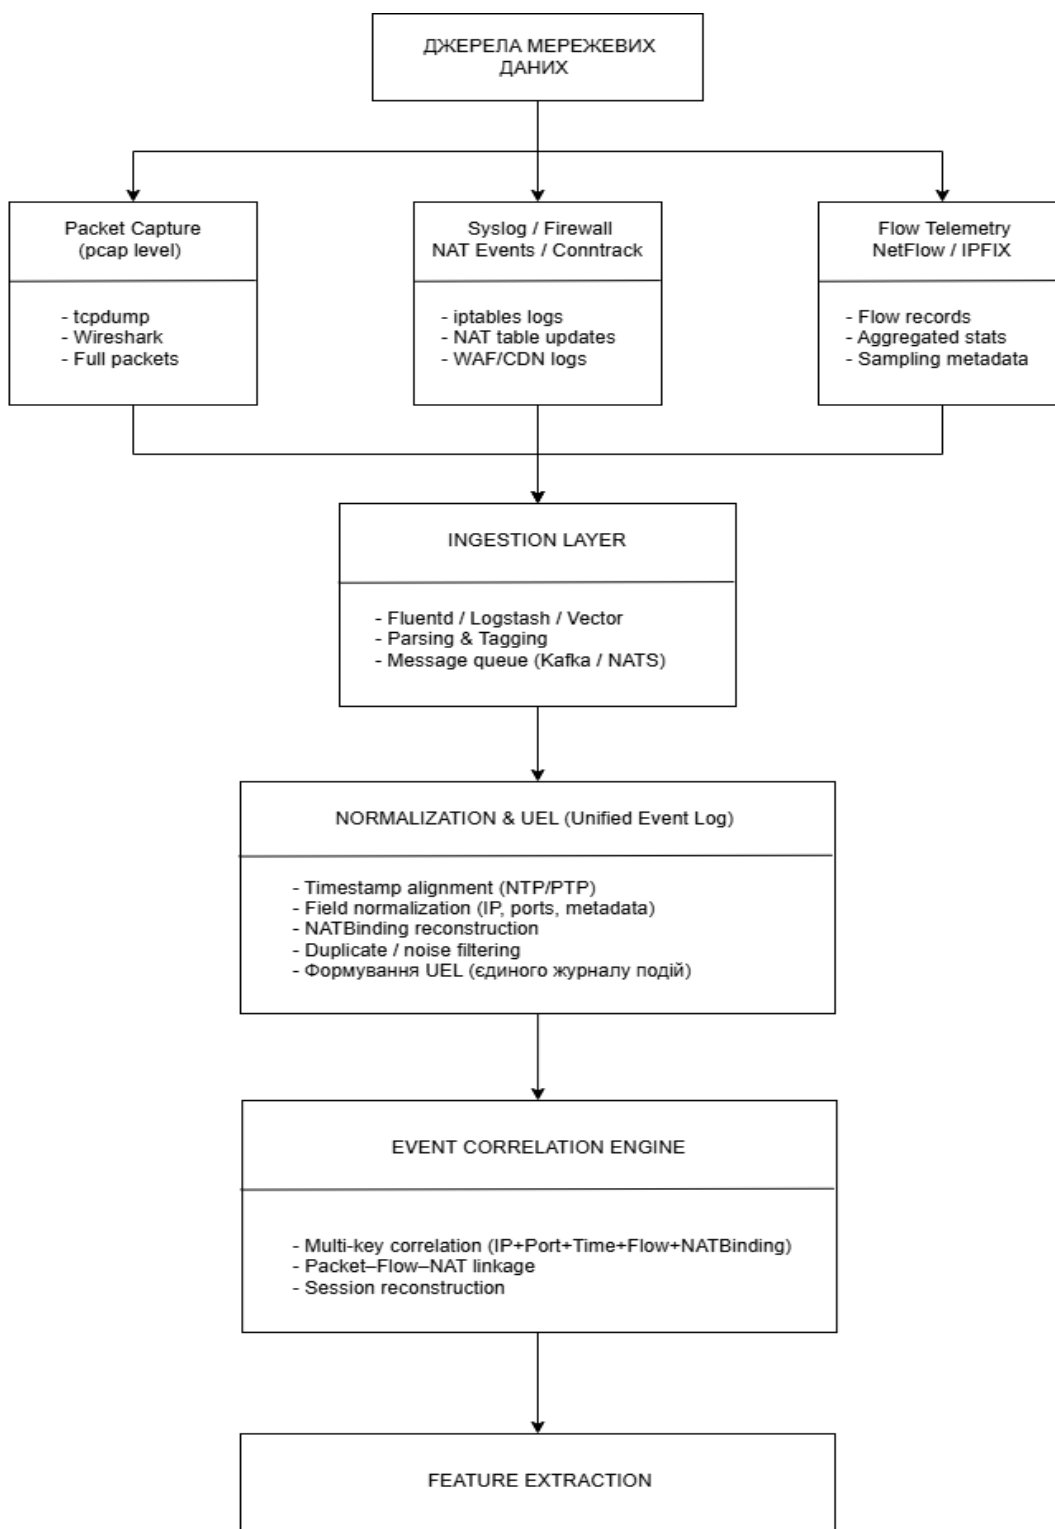 ДЖЕРЕЛА МЕРЕЖЕВИХ
ДАНИХ
Packet Capture
(pcap level)
- tcpdump
- Wireshark
- Full packets
Syslog / Firewall
NAT Events / Conntrack
- iptables logs
- NAT table updates
- WAF/CDN logs
Flow Telemetry
NetFlow / IPFIX
- Flow records
- Aggregated stats
- Sampling metadata
INGESTION LAYER
- Fluentd / Logstash / Vector
- Parsing & Tagging
- Message queue (Kafka / NATS)
NORMALIZATION & UEL (Unified Event Log)
- Timestamp alignment (NTP/PTP)
- Field normalization (IP, ports, metadata)
- NATBinding reconstruction
- Duplicate / noise filtering
- Формування UEL (єдиного журналу подій)
EVENT CORRELATION ENGINE
- Multi-key correlation (IP+Port+Time+Flow+NATBinding)
- Packet–Flow–NAT linkage
- Session reconstruction
FEATURE EXTRACTION